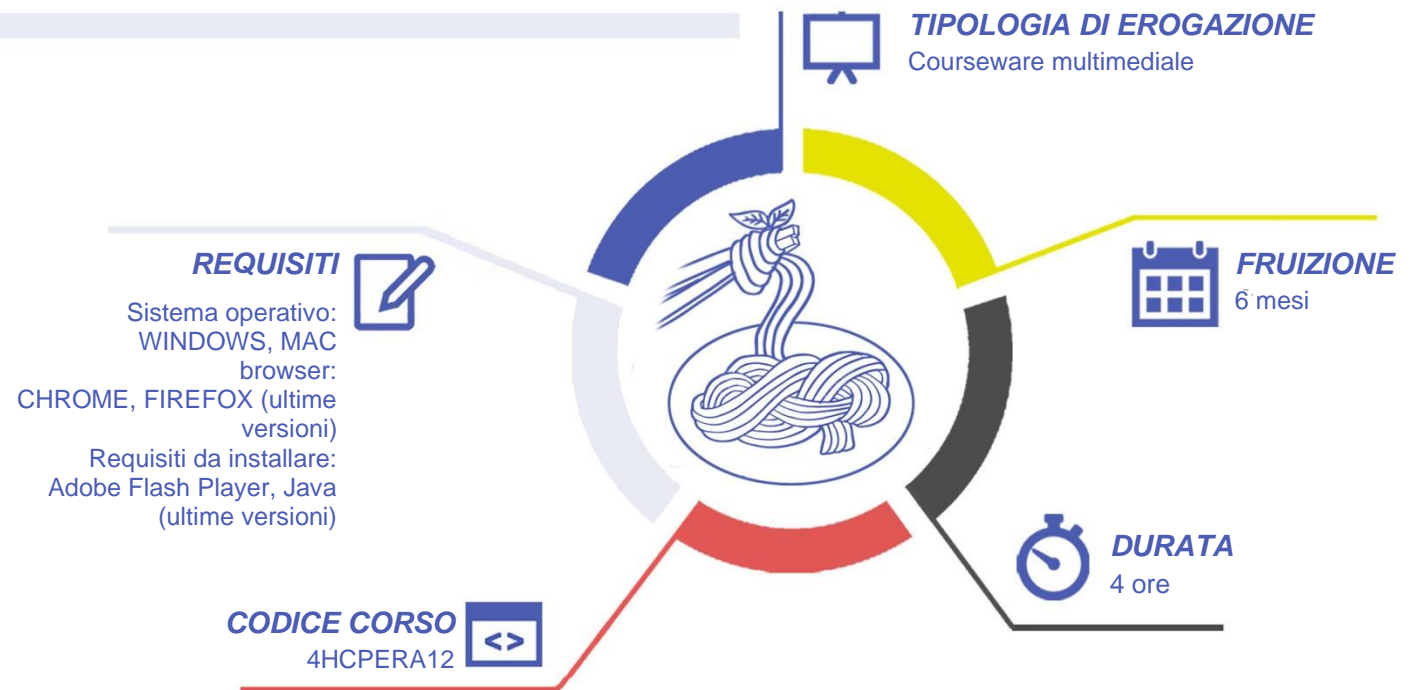 TIPOLOGIA DI EROGAZIONE
Courseware multimediale
REQUISITI
Sistema operativo:
WINDOWS, MAC
browser:
CHROME, FIREFOX (ultime
versioni)
Requisiti da installare:
Adobe Flash Player, Java
(ultime versioni)
FRUIZIONE
6 mesi
DURATA
4 ore
CODICE CORSO
<>
4HCPERA12